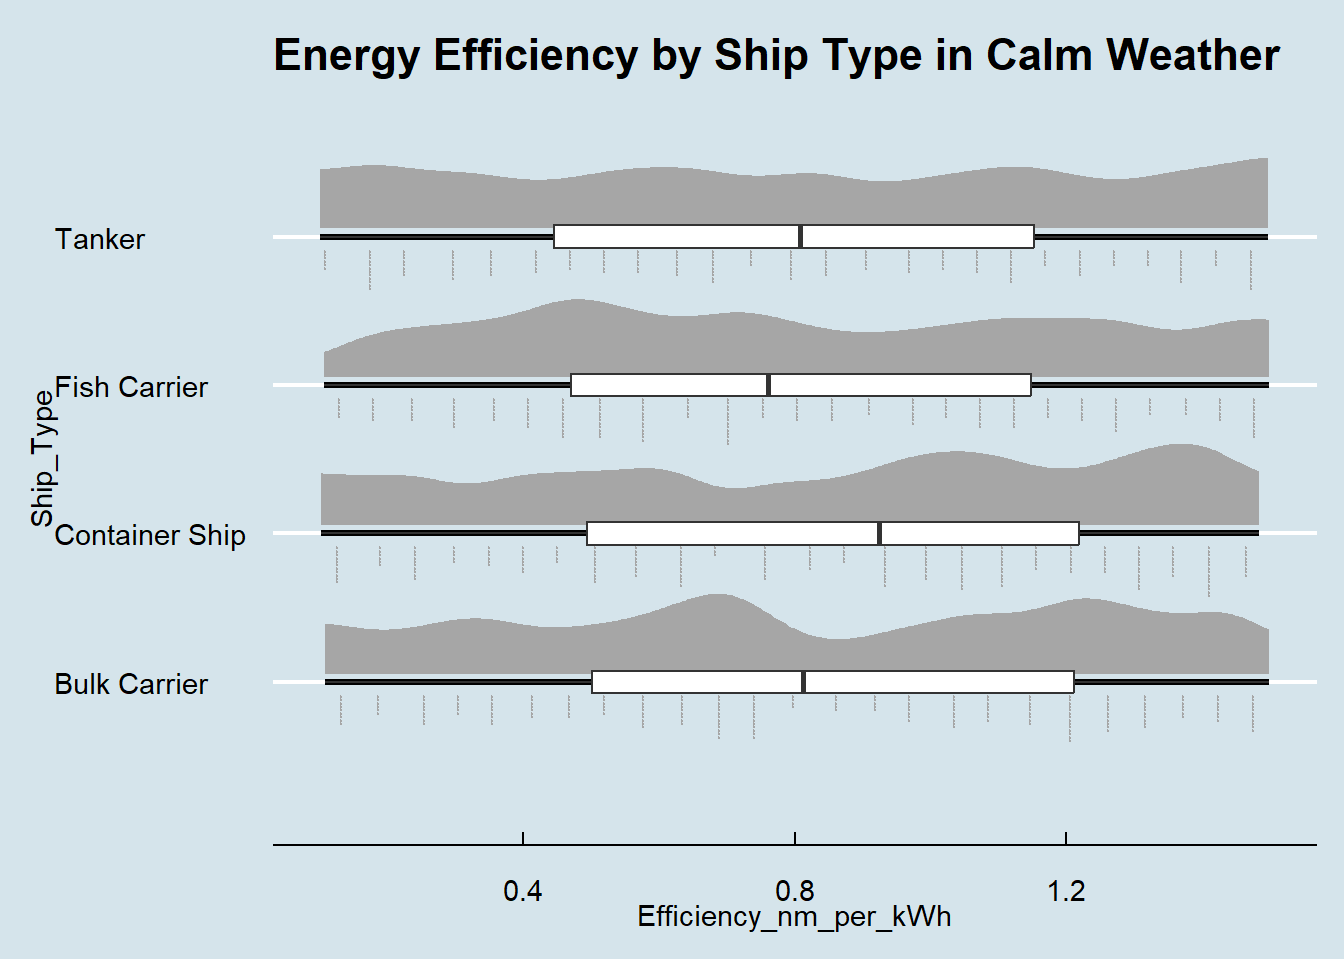 Energy Efficiency by Ship Type in Calm Weather
Tanker
Fish Carrier
Ship_Type
Container Ship
Bulk Carrier
0.4 0.8 1.2
Efficiency_nm_per_kWh